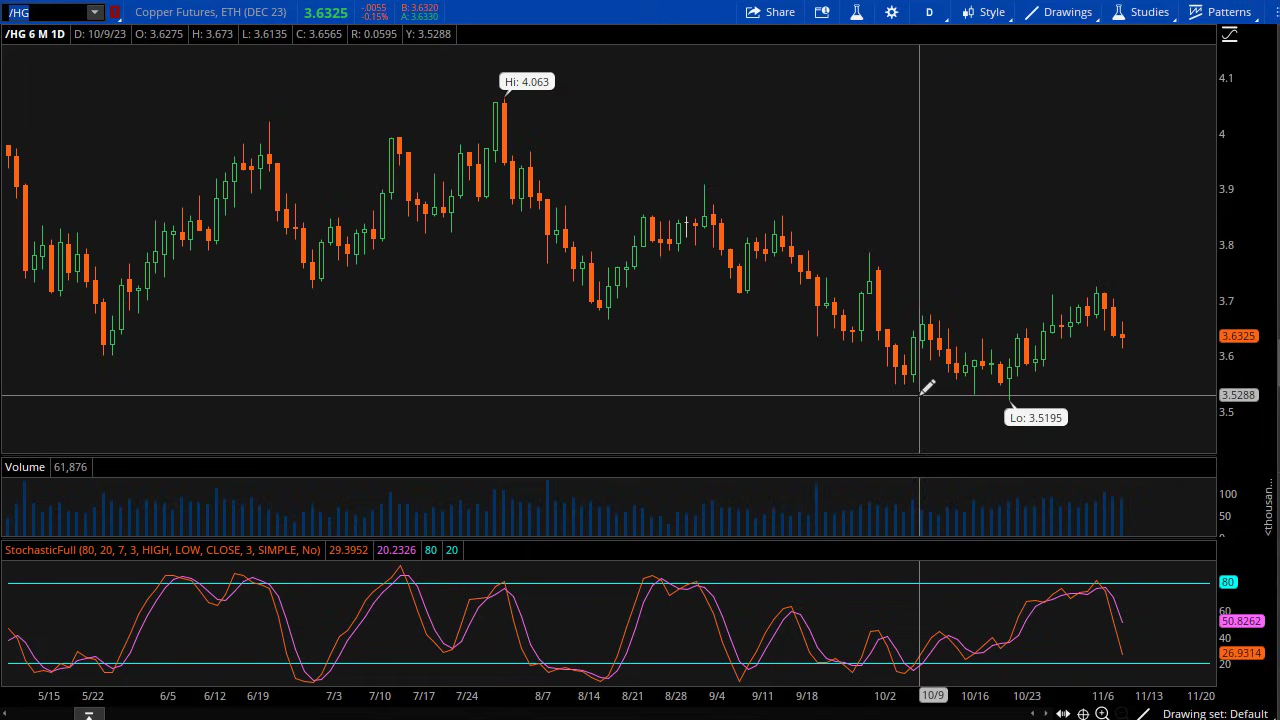 /HG Copper Futures, ETH (DEC 23) 3.6325 -.0055 -0.15% B: 3.6320 A: 3.6330 Share D Style Drawings Studies Patterns
/HG 6 M 1D D: 10/9/23 O: 3.6275 H: 3.673 L: 3.6135 C: 3.6565 R: 0.0595 Y: 3.5288
Hi: 4.063
4.1
4
3.9
3.8
3.7
3.6325
3.6
3.5288
3.5
Lo: 3.5195
Volume 61,876
100
50
0
<thousan...
StochasticFull (80, 20, 7, 3, HIGH, LOW, CLOSE, 3, SIMPLE, No) 29.3952 20.2326 80 20
80
60
50.8262
40
26.9314
20
5/15 5/22 6/5 6/12 6/19 7/3 7/10 7/17 7/24 8/7 8/14 8/21 8/28 9/4 9/11 9/18 10/2 10/9 10/16 10/23 11/6 11/13 11/20
Drawing set: Default